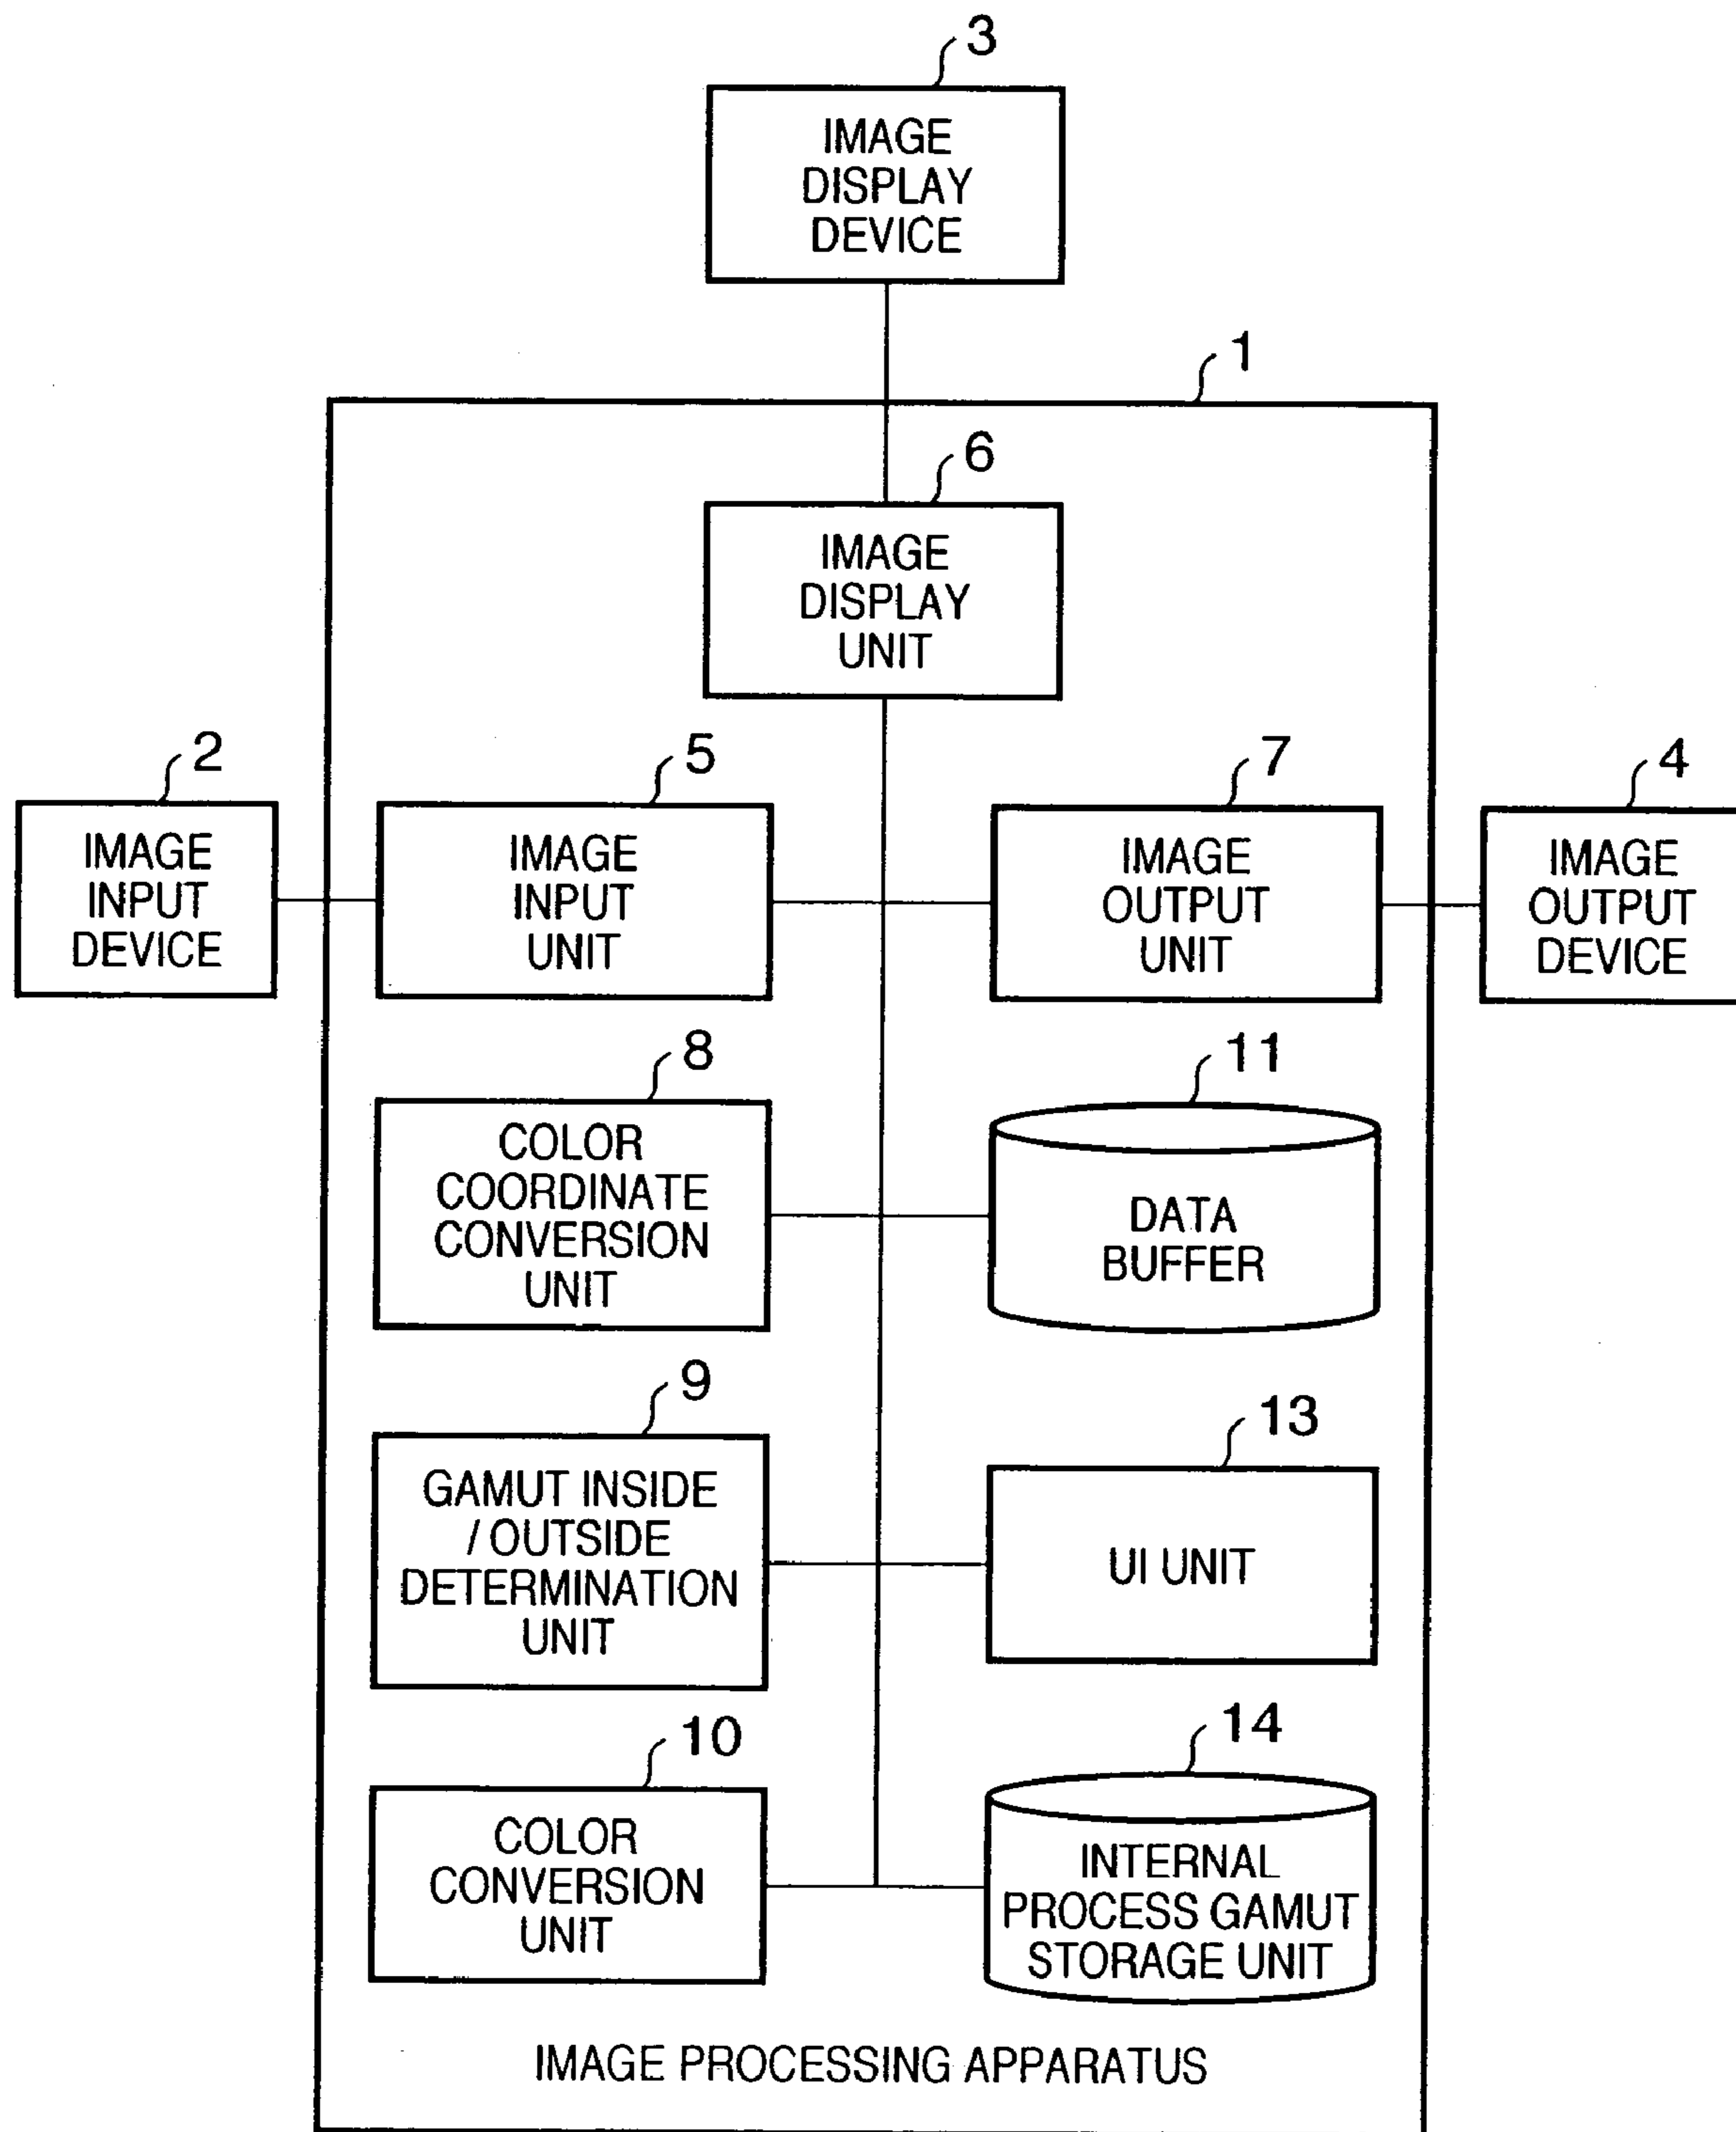 3
IMAGE
DISPLAY
DEVICE
1
6
IMAGE
DISPLAY
UNIT
2
IMAGE
INPUT
DEVICE
5
IMAGE
INPUT
UNIT
7
IMAGE
OUTPUT
UNIT
4
IMAGE
OUTPUT
DEVICE
8
COLOR
COORDINATE
CONVERSION
UNIT
11
DATA
BUFFER
9
GAMUT INSIDE
/ OUTSIDE
DETERMINATION
UNIT
13
UI UNIT
10
COLOR
CONVERSION
UNIT
14
INTERNAL
PROCESS GAMUT
STORAGE UNIT
IMAGE PROCESSING APPARATUS